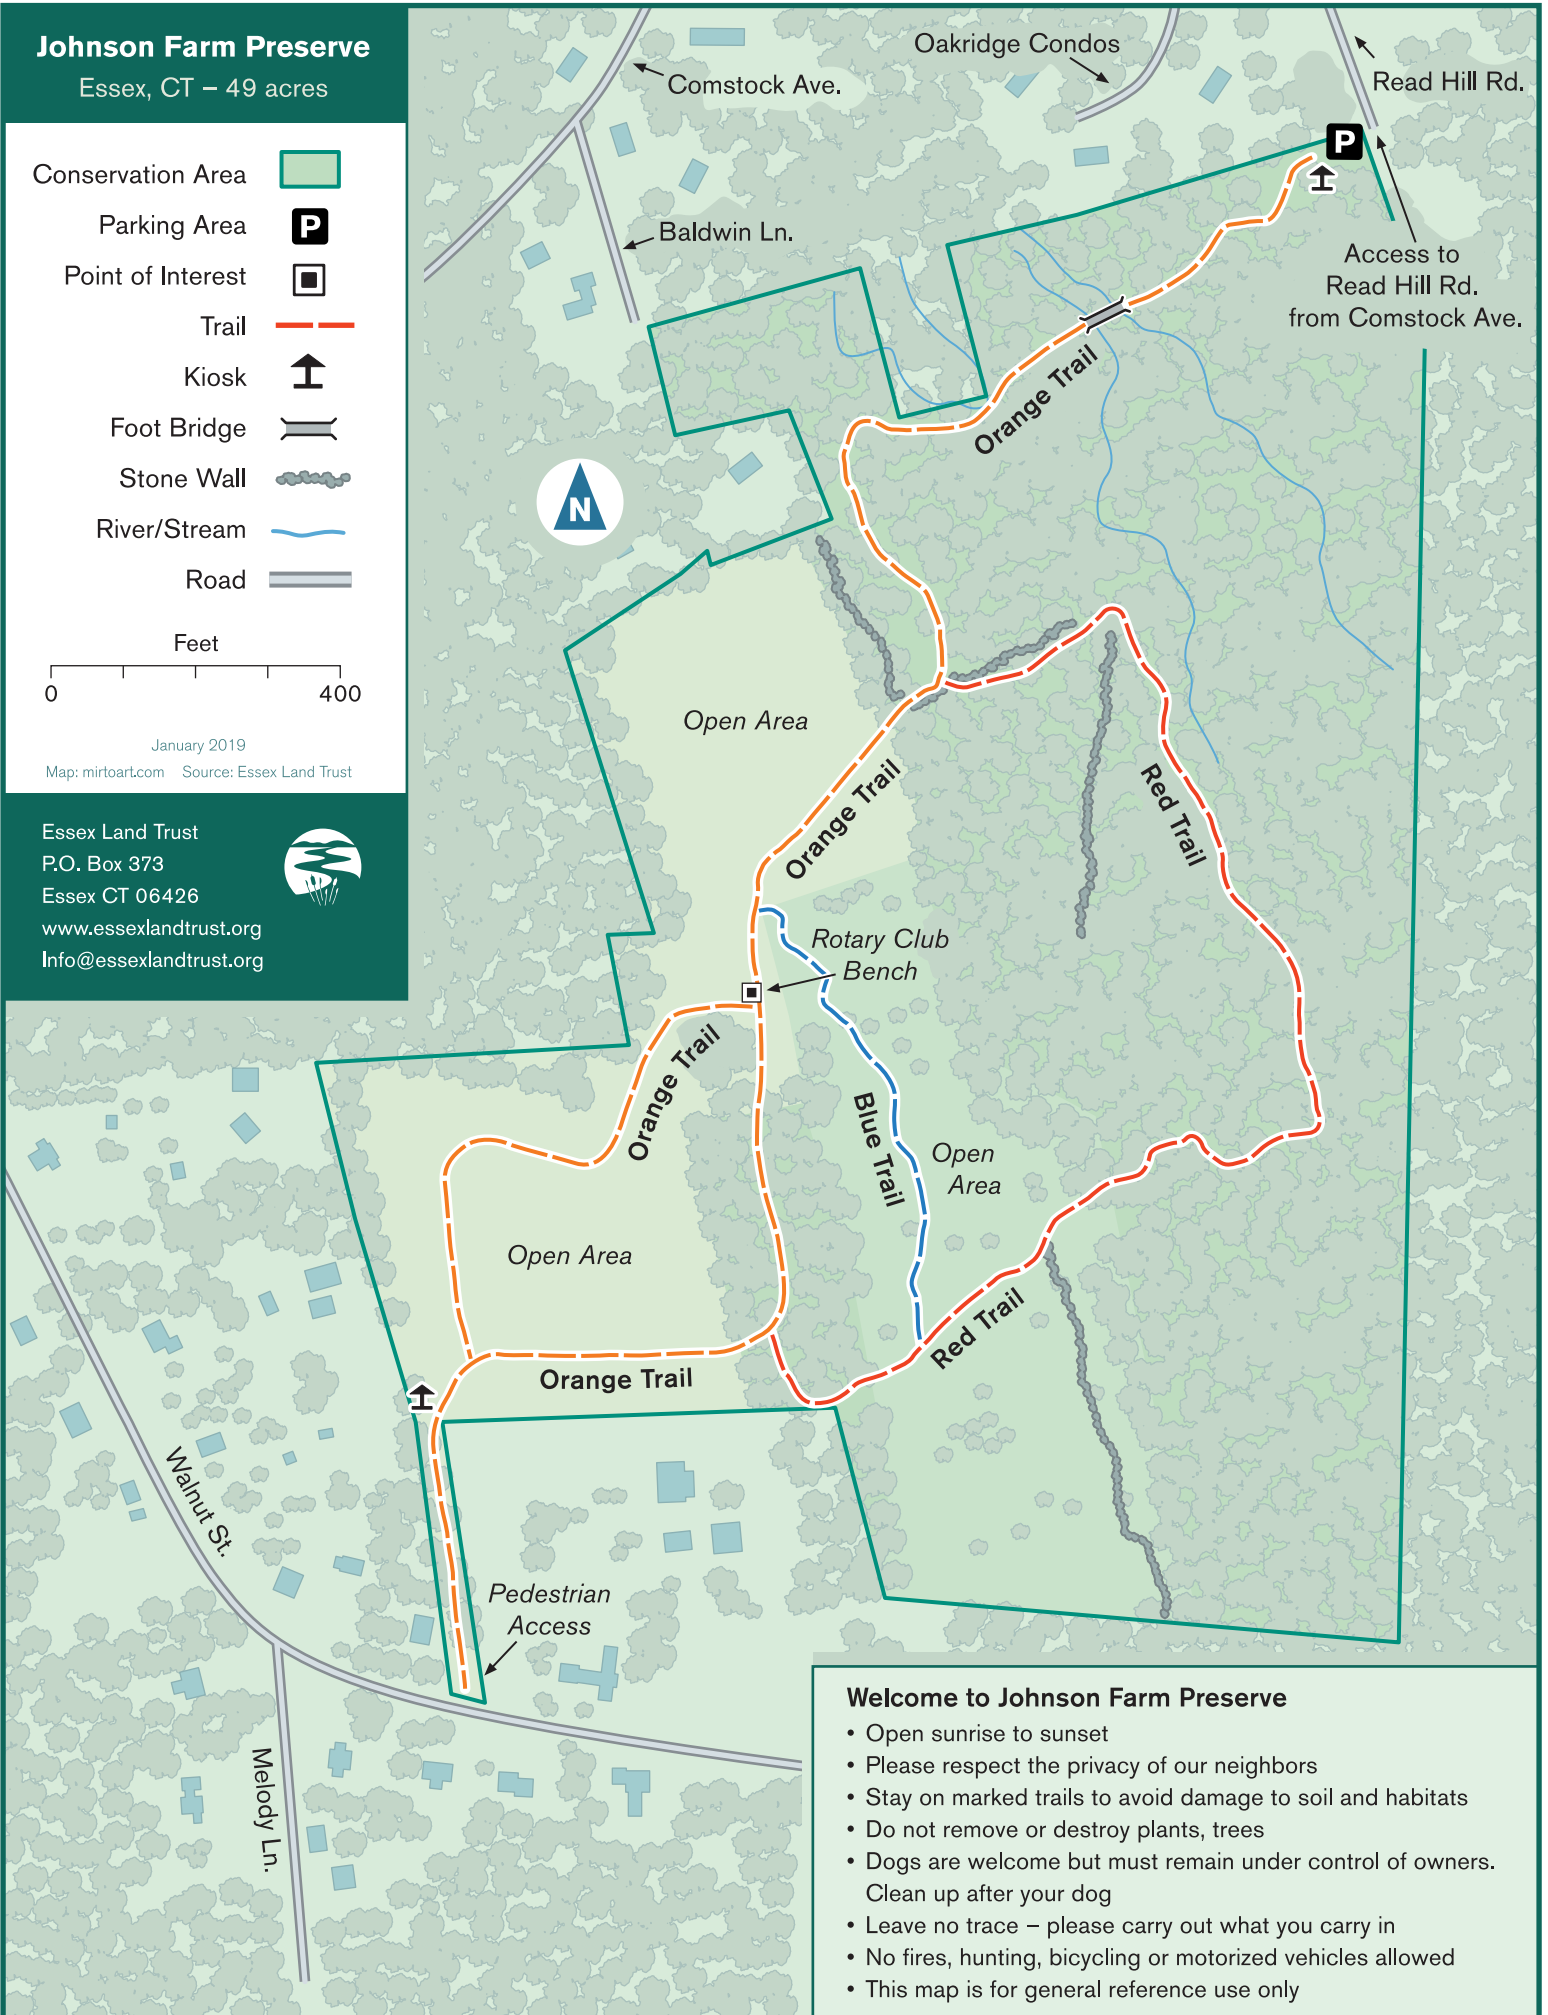 Johnson Farm Preserve
Essex, CT – 49 acres
Conservation Area
Parking Area
P
Point of Interest
Trail
Kiosk
Foot Bridge
Stone Wall
River/Stream
Road
Feet
0
400
January 2019
Map: mirtoart.com Source: Essex Land Trust
Essex Land Trust
P.O. Box 373
Essex CT 06426
www.essexlandtrust.org
Info@essexlandtrust.org
Comstock Ave.
Oakridge Condos
Read Hill Rd.
P
Baldwin Ln.
Access to
Read Hill Rd.
from Comstock Ave.
Orange Trail
N
Open Area
Orange Trail
Red Trail
Rotary Club
Bench
Orange Trail
Blue Trail
Open
Area
Open Area
Red Trail
Orange Trail
Walnut St.
Pedestrian
Access
Melody Ln.
Welcome to Johnson Farm Preserve
• Open sunrise to sunset
• Please respect the privacy of our neighbors
• Stay on marked trails to avoid damage to soil and habitats
• Do not remove or destroy plants, trees
• Dogs are welcome but must remain under control of owners.
Clean up after your dog
• Leave no trace – please carry out what you carry in
• No fires, hunting, bicycling or motorized vehicles allowed
• This map is for general reference use only